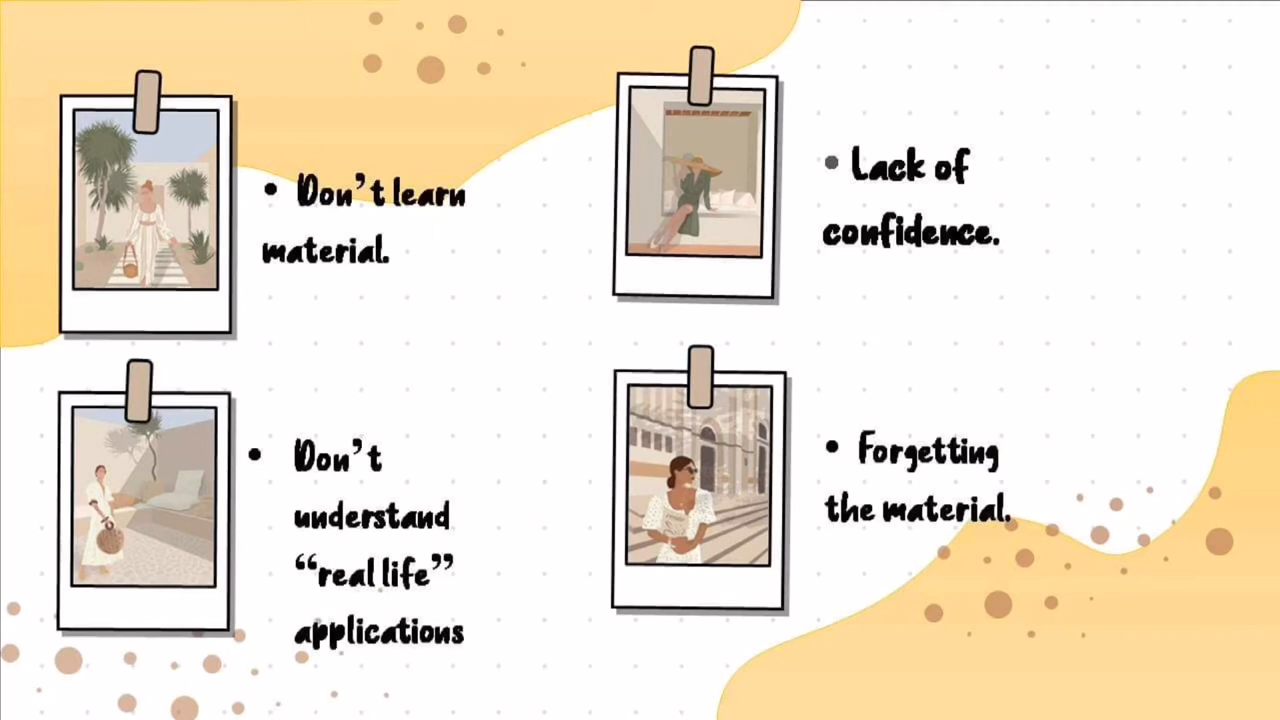 • Don't learn
material.
• Lack of
confidence.
• Don't
understand
“real life”
applications
• Forgetting
the material.